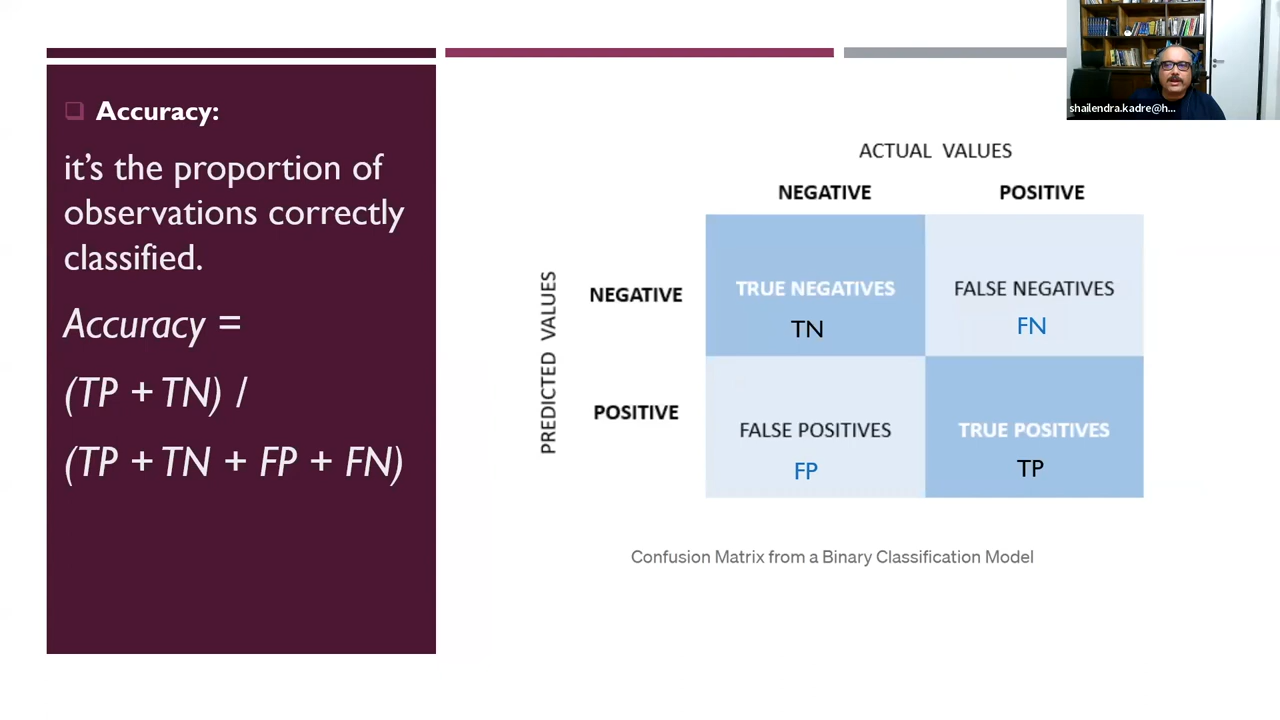 Accuracy:
it’s the proportion of
observations correctly
classified.
Accuracy =
(TP + TN) /
(TP + TN + FP + FN)
shailendra.kadre@h...
ACTUAL VALUES
NEGATIVE
POSITIVE
PREDICTED VALUES
NEGATIVE
TRUE NEGATIVES
FALSE NEGATIVES
TN
FN
POSITIVE
FALSE POSITIVES
TRUE POSITIVES
FP
TP
Confusion Matrix from a Binary Classification Model